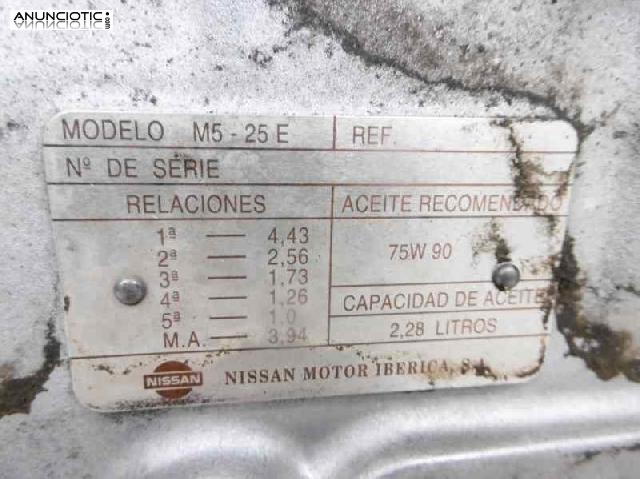 ANUNCIOTIC.com
MODELO M5 - 25 E REF.
Nº DE SERIE
RELACIONES ACEITE RECOMENDADO
1ª — 4,43
2ª — 2,56
3ª — 1,73
4ª — 1,26
5ª — 1,0
M.A. — 3,94
75W 90
CAPACIDAD DE ACEITE
2,28 LITROS
NISSAN NISSAN MOTOR IBERICA, S.A.